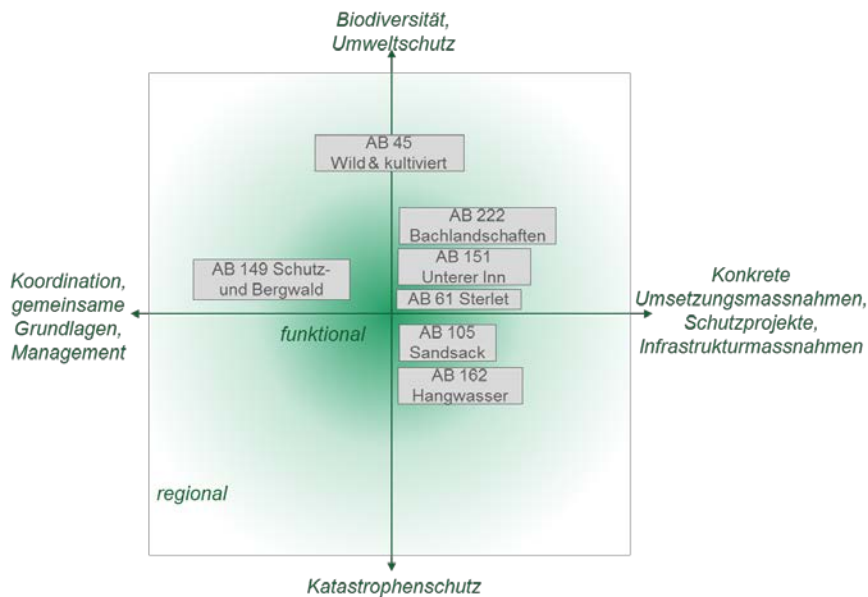 Biodiversität,
Umweltschutz
AB 45
Wild & kultiviert
AB 222
Bachlandschaften
AB 151
Unterer Inn
AB 149 Schutz-
und Bergwald
AB 61 Sterlet
Koordination,
gemeinsame
Grundlagen,
Management
Konkrete
Umsetzungsmassnahmen,
Schutzprojekte,
Infrastrukturmassnahmen
funktional
AB 105
Sandsack
AB 162
Hangwasser
regional
Katastrophenschutz